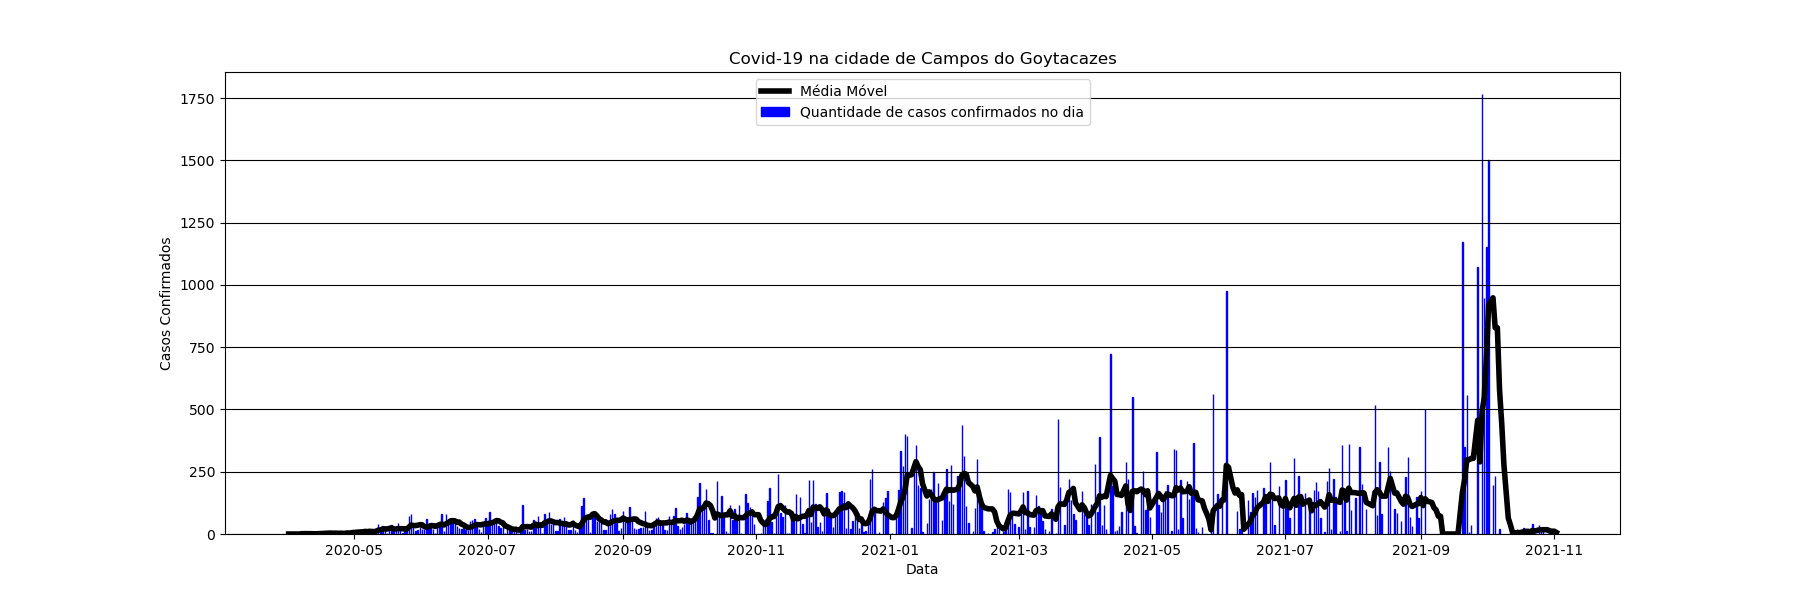 Covid-19 na cidade de Campos do Goytacazes
Média Móvel
Quantidade de casos confirmados no dia
Casos Confirmados
1750
1500
1250
1000
750
500
250
0
2020-05 2020-07 2020-09 2020-11 2021-01 2021-03 2021-05 2021-07 2021-09 2021-11
Data